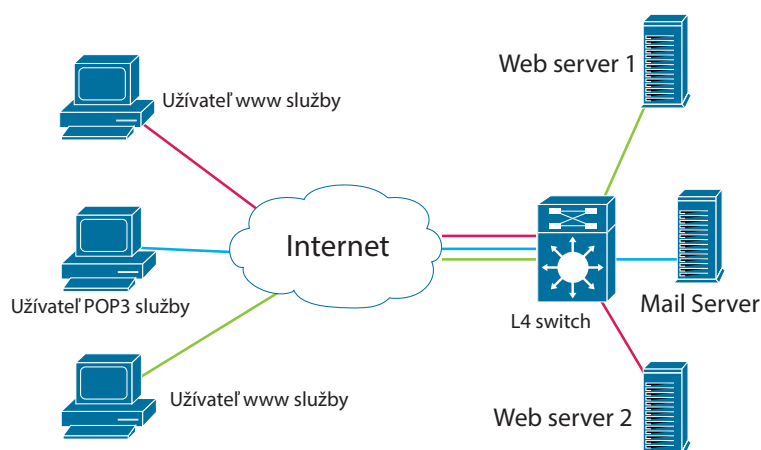 Web server 1
Užívateľ www služby
Internet
Užívateľ POP3 služby
Mail Server
L4 switch
Užívateľ www služby
Web server 2